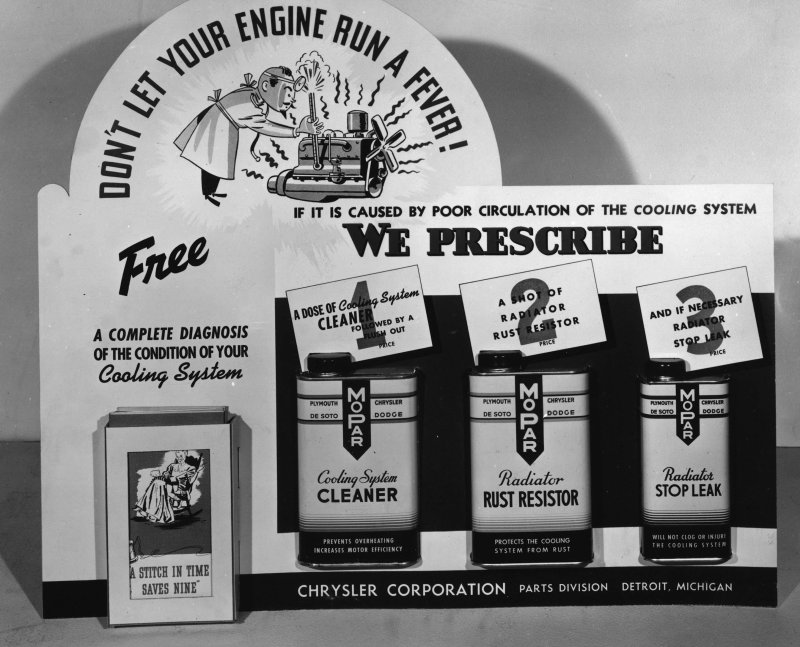 DON'T LET YOUR ENGINE RUN A FEVER!
IF IT IS CAUSED BY POOR CIRCULATION OF THE COOLING SYSTEM
WE PRESCRIBE
Free
A COMPLETE DIAGNOSIS
OF THE CONDITION OF YOUR
Cooling System
1
A DOSE OF Cooling System
CLEANER
FOLLOWED BY A
FLUSH OUT
PRICE
2
A SHOT OF
RADIATOR
RUST RESISTOR
PRICE
3
AND IF NECESSARY
RADIATOR
STOP LEAK
PRICE
MOPAR
PLYMOUTH CHRYSLER
DE SOTO DODGE
Cooling System
CLEANER
PREVENTS OVERHEATING
INCREASES MOTOR EFFICIENCY
MOPAR
PLYMOUTH CHRYSLER
DE SOTO DODGE
Radiator
RUST RESISTOR
PROTECTS THE COOLING
SYSTEM FROM RUST
MOPAR
PLYMOUTH CHRYSLER
DE SOTO DODGE
Radiator
STOP LEAK
WILL NOT CLOG OR INJURE
THE COOLING SYSTEM
A STITCH IN TIME
SAVES NINE"
CHRYSLER CORPORATION PARTS DIVISION DETROIT, MICHIGAN